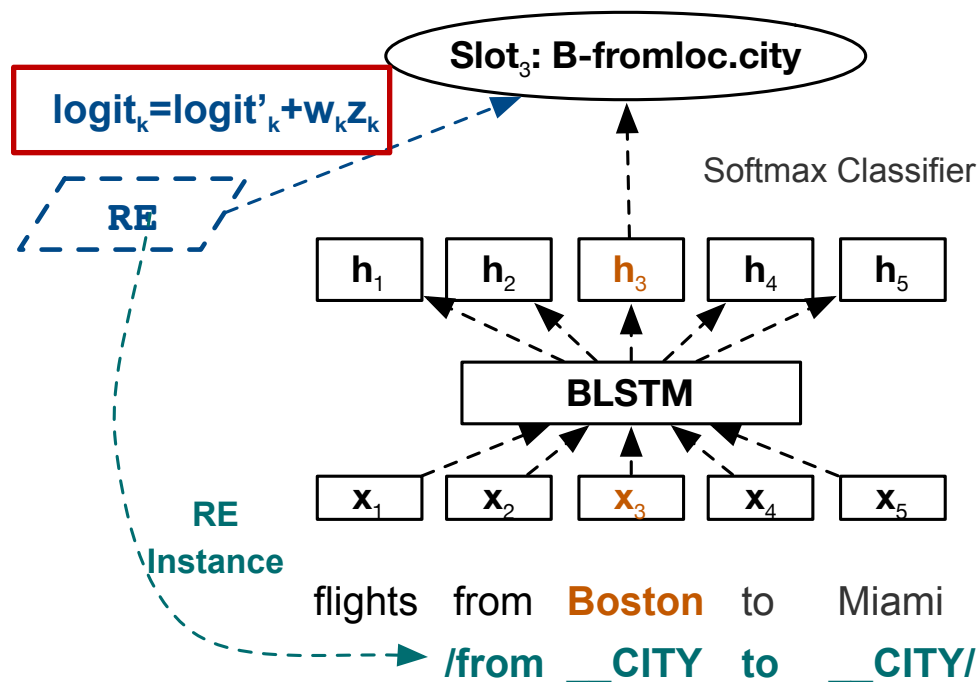 Slot₃: B-fromloc.city
logitₖ=logit'ₖ+wₖzₖ
Softmax Classifier
RE
h₁ h₂ h₃ h₄ h₅
BLSTM
x₁ x₂ x₃ x₄ x₅
RE
Instance
flights from Boston to Miami
/from __CITY to __CITY/